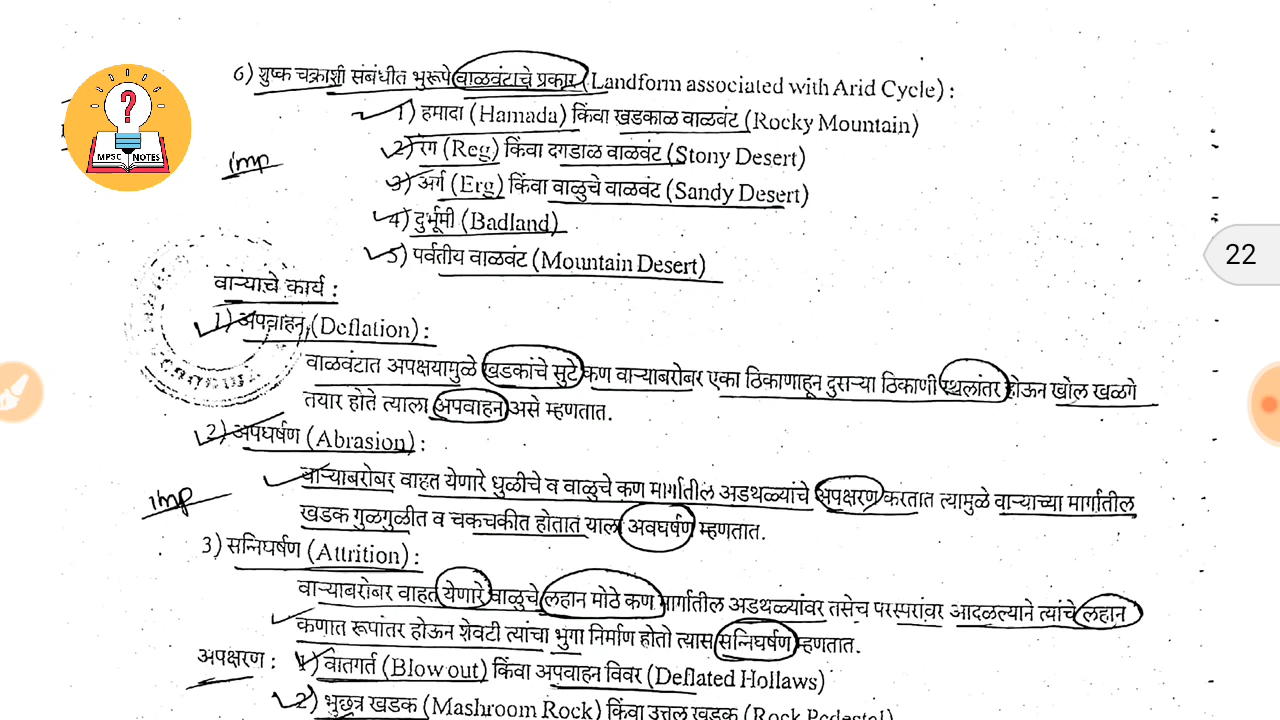 6) शुष्क चक्राशी संबंधीत भुरूपे वाळवंटाचे प्रकार (Landform associated with Arid Cycle) :
1) हमादा (Hamada) किंवा खडकाळ वाळवंट (Rocky Mountain)
MPSC NOTES
imp
2) रग (Reg) किंवा दगडाळ वाळवंट (Stony Desert)
3) अर्ग (Erg) किंवा वाळुचे वाळवंट (Sandy Desert)
4) दुर्भूमी (Badland)
5) पर्वतीय वाळवंट (Mountain Desert)
22
वाऱ्याचे कार्य :
1) अपवाहन (Deflation) :
वाळवंटात अपक्षयामुळे खडकांचे सुटे कण वाऱ्याबरोबर एका ठिकाणाहून दुसऱ्या ठिकाणी स्थलांतर होऊन खोल खळगे
तयार होते त्याला अपवाहन असे म्हणतात.
2) अपघर्षण (Abrasion) :
वाऱ्याबरोबर वाहत येणारे धुळीचे व वाळुचे कण मार्गातील अडथळ्यांचे अपक्षरण करतात त्यामुळे वाऱ्याच्या मार्गातील
imp
खडक गुळगुळीत व चकचकीत होतात याला अवघर्षण म्हणतात.
3) सन्निघर्षण (Attrition) :
वाऱ्याबरोबर वाहत येणारे वाळुचे लहान मोठे कण मार्गातील अडथळ्यांवर तसेच परस्परांवर आदळल्याने त्यांचे लहान
कणात रूपांतर होऊन शेवटी त्यांचा भुगा निर्माण होतो त्यास सन्निघर्षण म्हणतात.
अपक्षरण : 1) वातगर्त (Blow out) किंवा अपवाहन विवर (Deflated Hollaws)
2) भुछत्र खडक (Mashroom Rock) किंवा उत्तल खडक (Rock Pedestal)